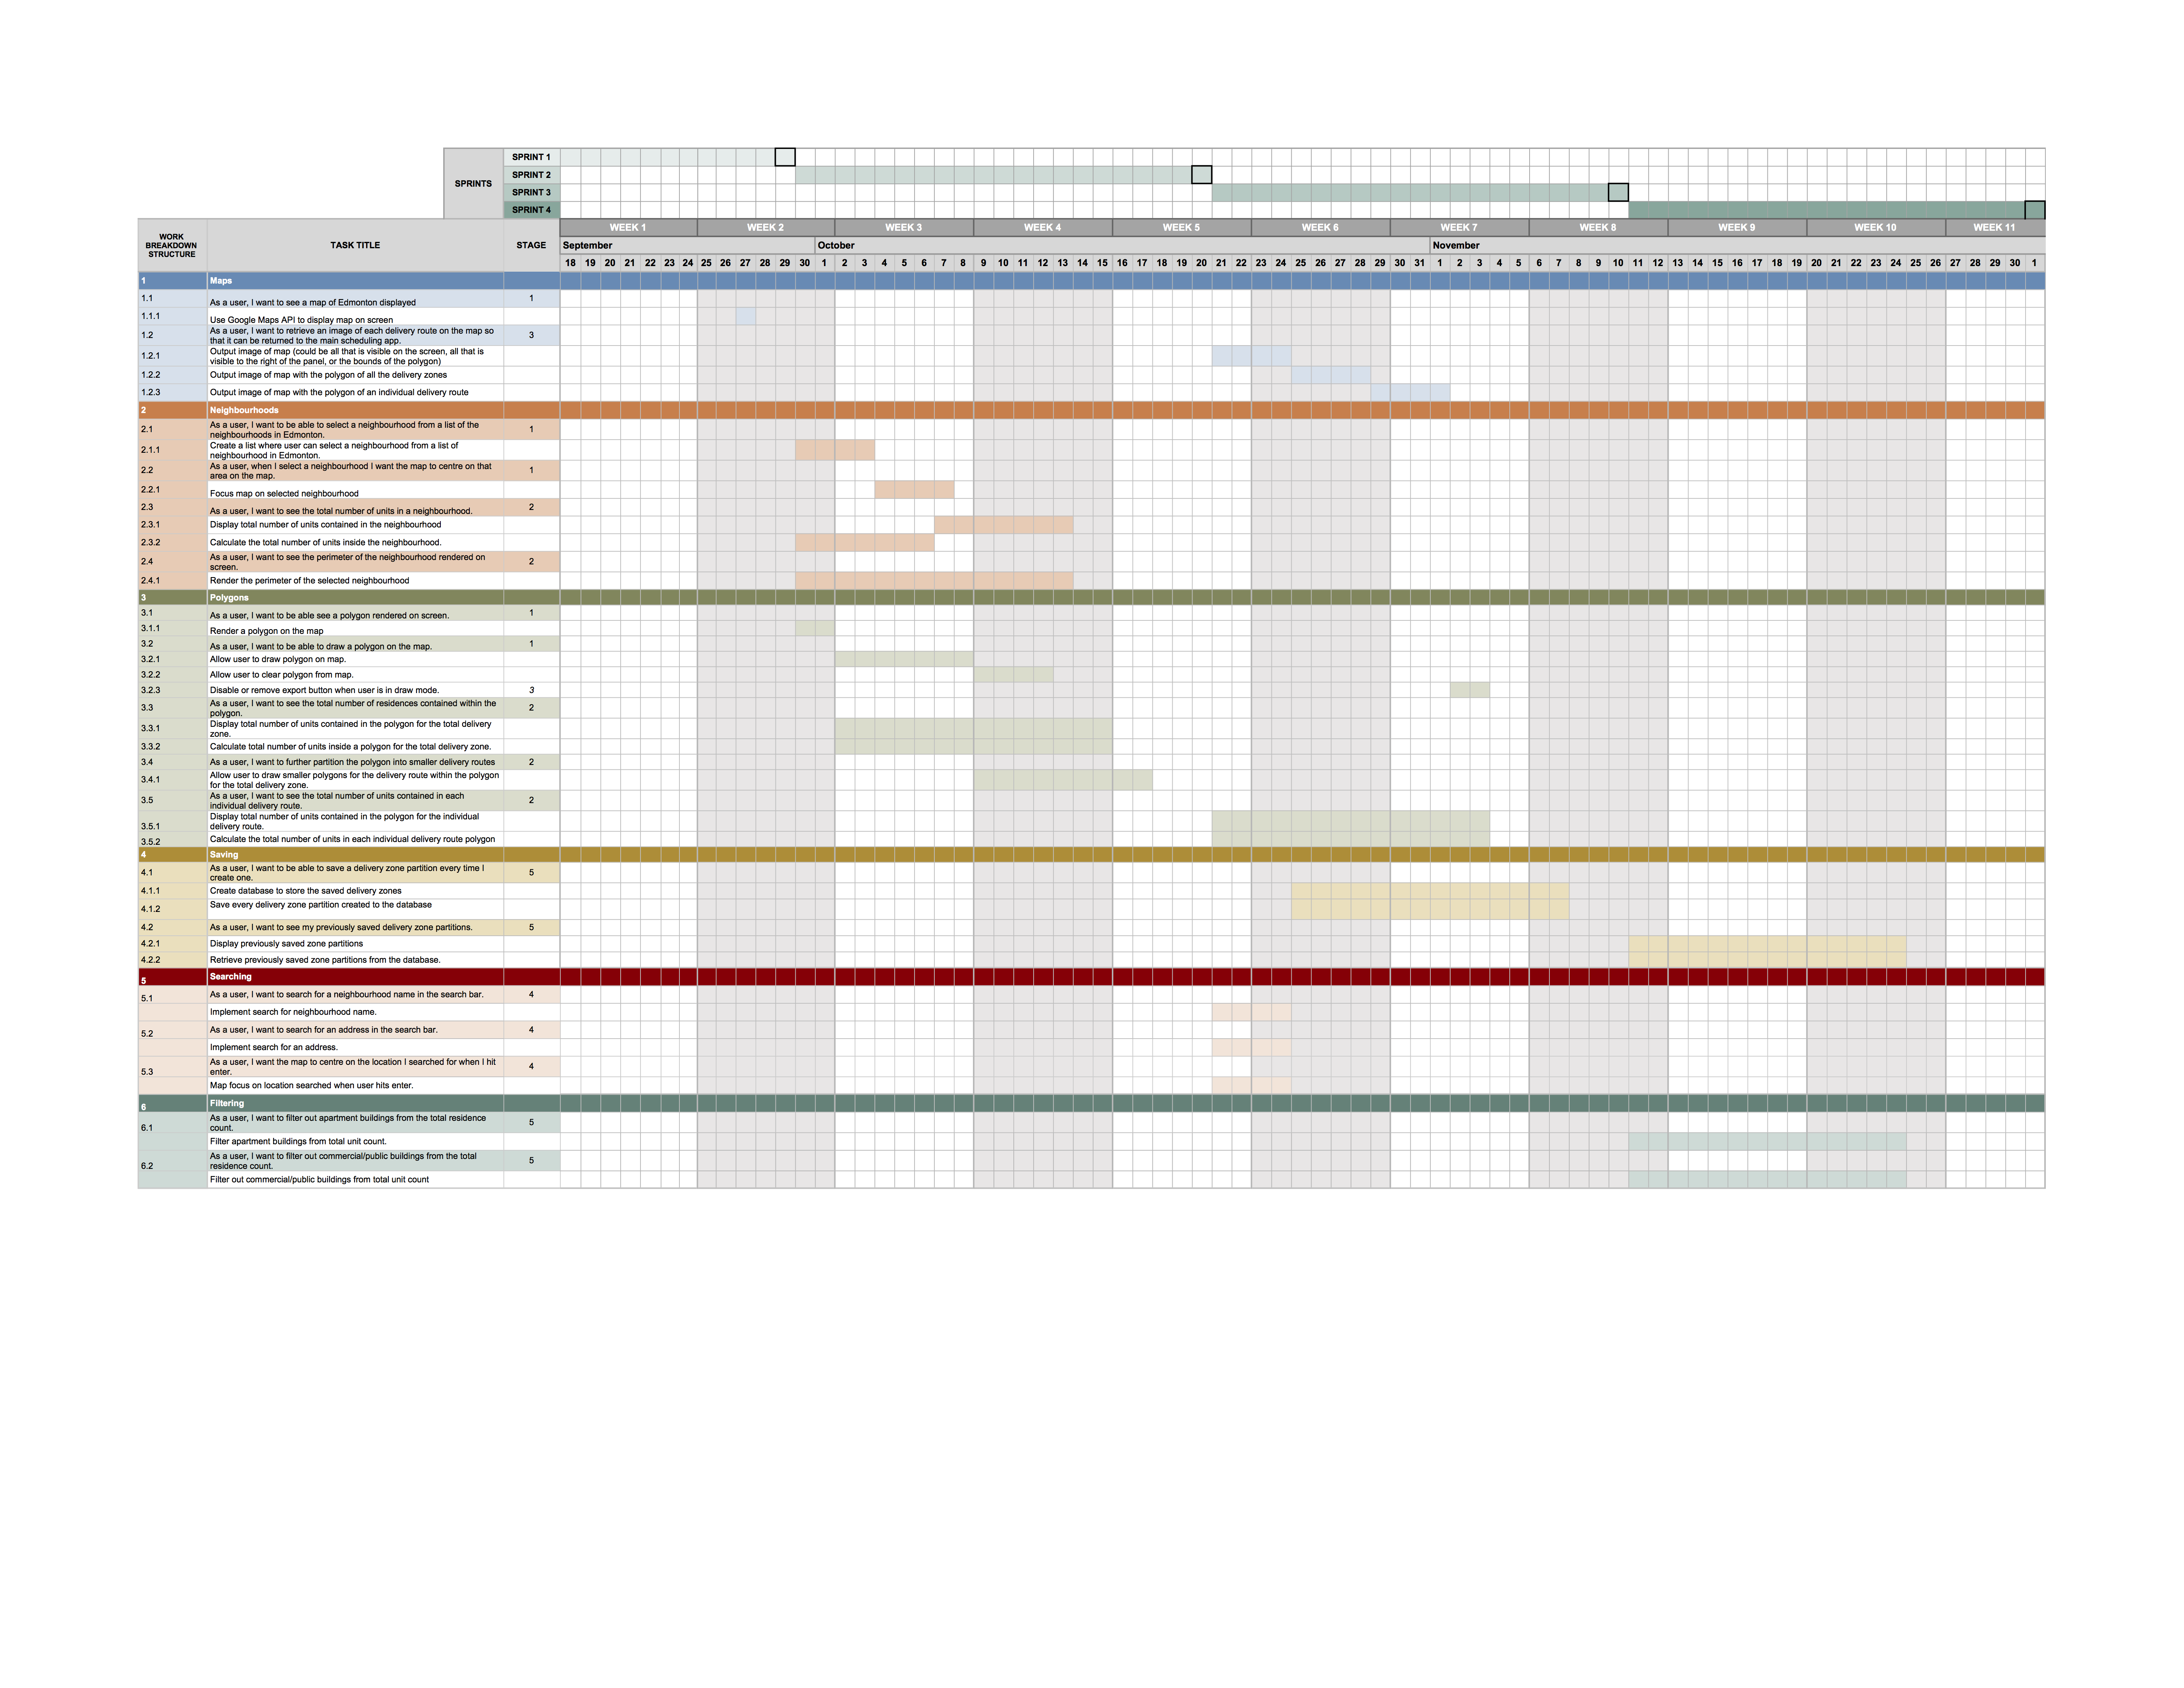 SPRINTS
SPRINT 1
SPRINT 2
SPRINT 3
SPRINT 4
WORK
BREAKDOWN
STRUCTURE
TASK TITLE
STAGE
WEEK 1 WEEK 2 WEEK 3 WEEK 4 WEEK 5 WEEK 6 WEEK 7 WEEK 8 WEEK 9 WEEK 10 WEEK 11
September October November
18 19 20 21 22 23 24 25 26 27 28 29 30 1 2 3 4 5 6 7 8 9 10 11 12 13 14 15 16 17 18 19 20 21 22 23 24 25 26 27 28 29 30 31 1 2 3 4 5 6 7 8 9 10 11 12 13 14 15 16 17 18 19 20 21 22 23 24 25 26 27 28 29 30 1
1 Maps
1.1 As a user, I want to see a map of Edmonton displayed 1
1.1.1 Use Google Maps API to display map on screen
1.2 As a user, I want to retrieve an image of each delivery route on the map so
that it can be returned to the main scheduling app. 3
1.2.1 Output image of map (could be all that is visible on the screen, all that is
visible to the right of the panel, or the bounds of the polygon)
1.2.2 Output image of map with the polygon of all the delivery zones
1.2.3 Output image of map with the polygon of an individual delivery route
2 Neighbourhoods
2.1 As a user, I want to be able to select a neighbourhood from a list of the
neighbourhoods in Edmonton. 1
2.1.1 Create a list where user can select a neighbourhood from a list of
neighbourhood in Edmonton.
2.2 As a user, when I select a neighbourhood I want the map to centre on that
area on the map. 1
2.2.1 Focus map on selected neighbourhood
2.3 As a user, I want to see the total number of units in a neighbourhood. 2
2.3.1 Display total number of units contained in the neighbourhood
2.3.2 Calculate the total number of units inside the neighbourhood.
2.4 As a user, I want to see the perimeter of the neighbourhood rendered on
screen. 2
2.4.1 Render the perimeter of the selected neighbourhood
3 Polygons
3.1 As a user, I want to be able see a polygon rendered on screen. 1
3.1.1 Render a polygon on the map
3.2 As a user, I want to be able to draw a polygon on the map. 1
3.2.1 Allow user to draw polygon on map.
3.2.2 Allow user to clear polygon from map.
3.2.3 Disable or remove export button when user is in draw mode. 3
3.3 As a user, I want to see the total number of residences contained within the
polygon. 2
3.3.1 Display total number of units contained in the polygon for the total delivery
zone.
3.3.2 Calculate total number of units inside a polygon for the total delivery zone.
3.4 As a user, I want to further partition the polygon into smaller delivery routes 2
3.4.1 Allow user to draw smaller polygons for the delivery route within the polygon
for the total delivery zone.
3.5 As a user, I want to see the total number of units contained in each
individual delivery route. 2
3.5.1 Display total number of units contained in the polygon for the individual
delivery route.
3.5.2 Calculate the total number of units in each individual delivery route polygon
4 Saving
4.1 As a user, I want to be able to save a delivery zone partition every time I
create one. 5
4.1.1 Create database to store the saved delivery zones
4.1.2 Save every delivery zone partition created to the database
4.2 As a user, I want to see my previously saved delivery zone partitions. 5
4.2.1 Display previously saved zone partitions
4.2.2 Retrieve previously saved zone partitions from the database.
5 Searching
5.1 As a user, I want to search for a neighbourhood name in the search bar. 4
Implement search for neighbourhood name.
5.2 As a user, I want to search for an address in the search bar. 4
Implement search for an address.
5.3 As a user, I want the map to centre on the location I searched for when I hit
enter. 4
Map focus on location searched when user hits enter.
6 Filtering
6.1 As a user, I want to filter out apartment buildings from the total residence
count. 5
Filter apartment buildings from total unit count.
6.2 As a user, I want to filter out commercial/public buildings from the total
residence count. 5
Filter out commercial/public buildings from total unit count